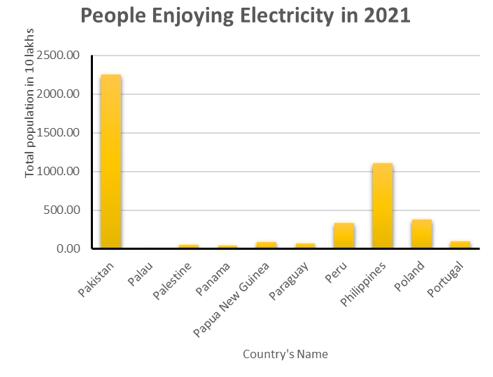 People Enjoying Electricity in 2021
Total population in 10 lakhs
2500.00
2000.00
1500.00
1000.00
500.00
0.00
Pakistan
Palau
Palestine
Panama
Papua New Guinea
Paraguay
Peru
Philippines
Poland
Portugal
Country's Name